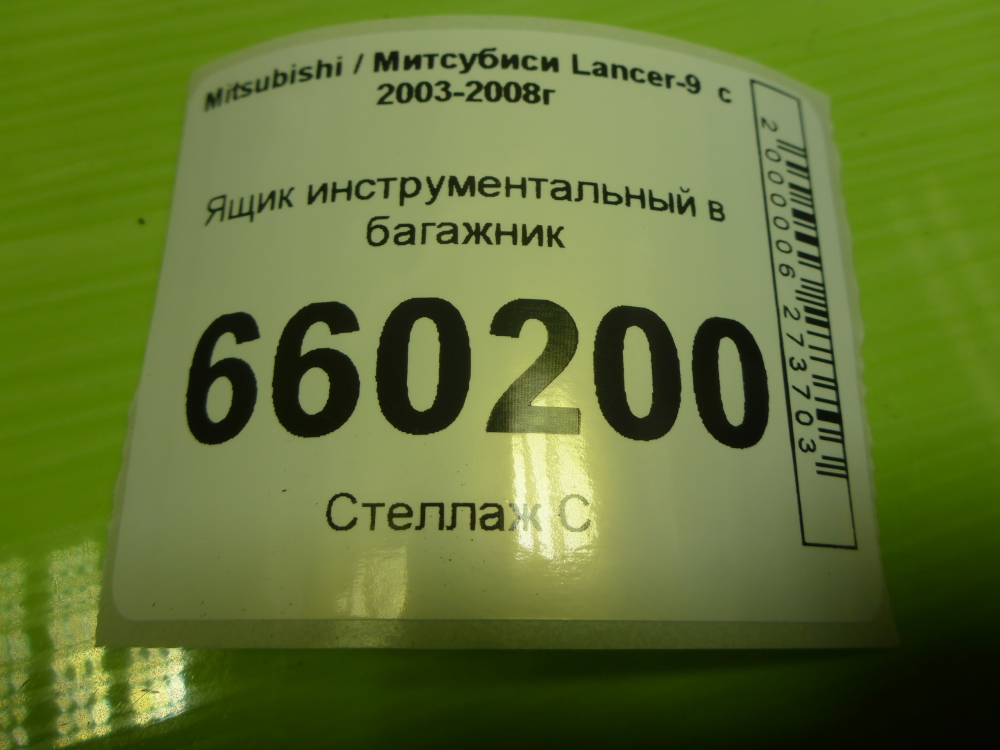 Mitsubishi / Митсубиси Lancer-9 с
2003-2008г
Ящик инструментальный в
багажник
660200
Стеллаж С
2000006273703